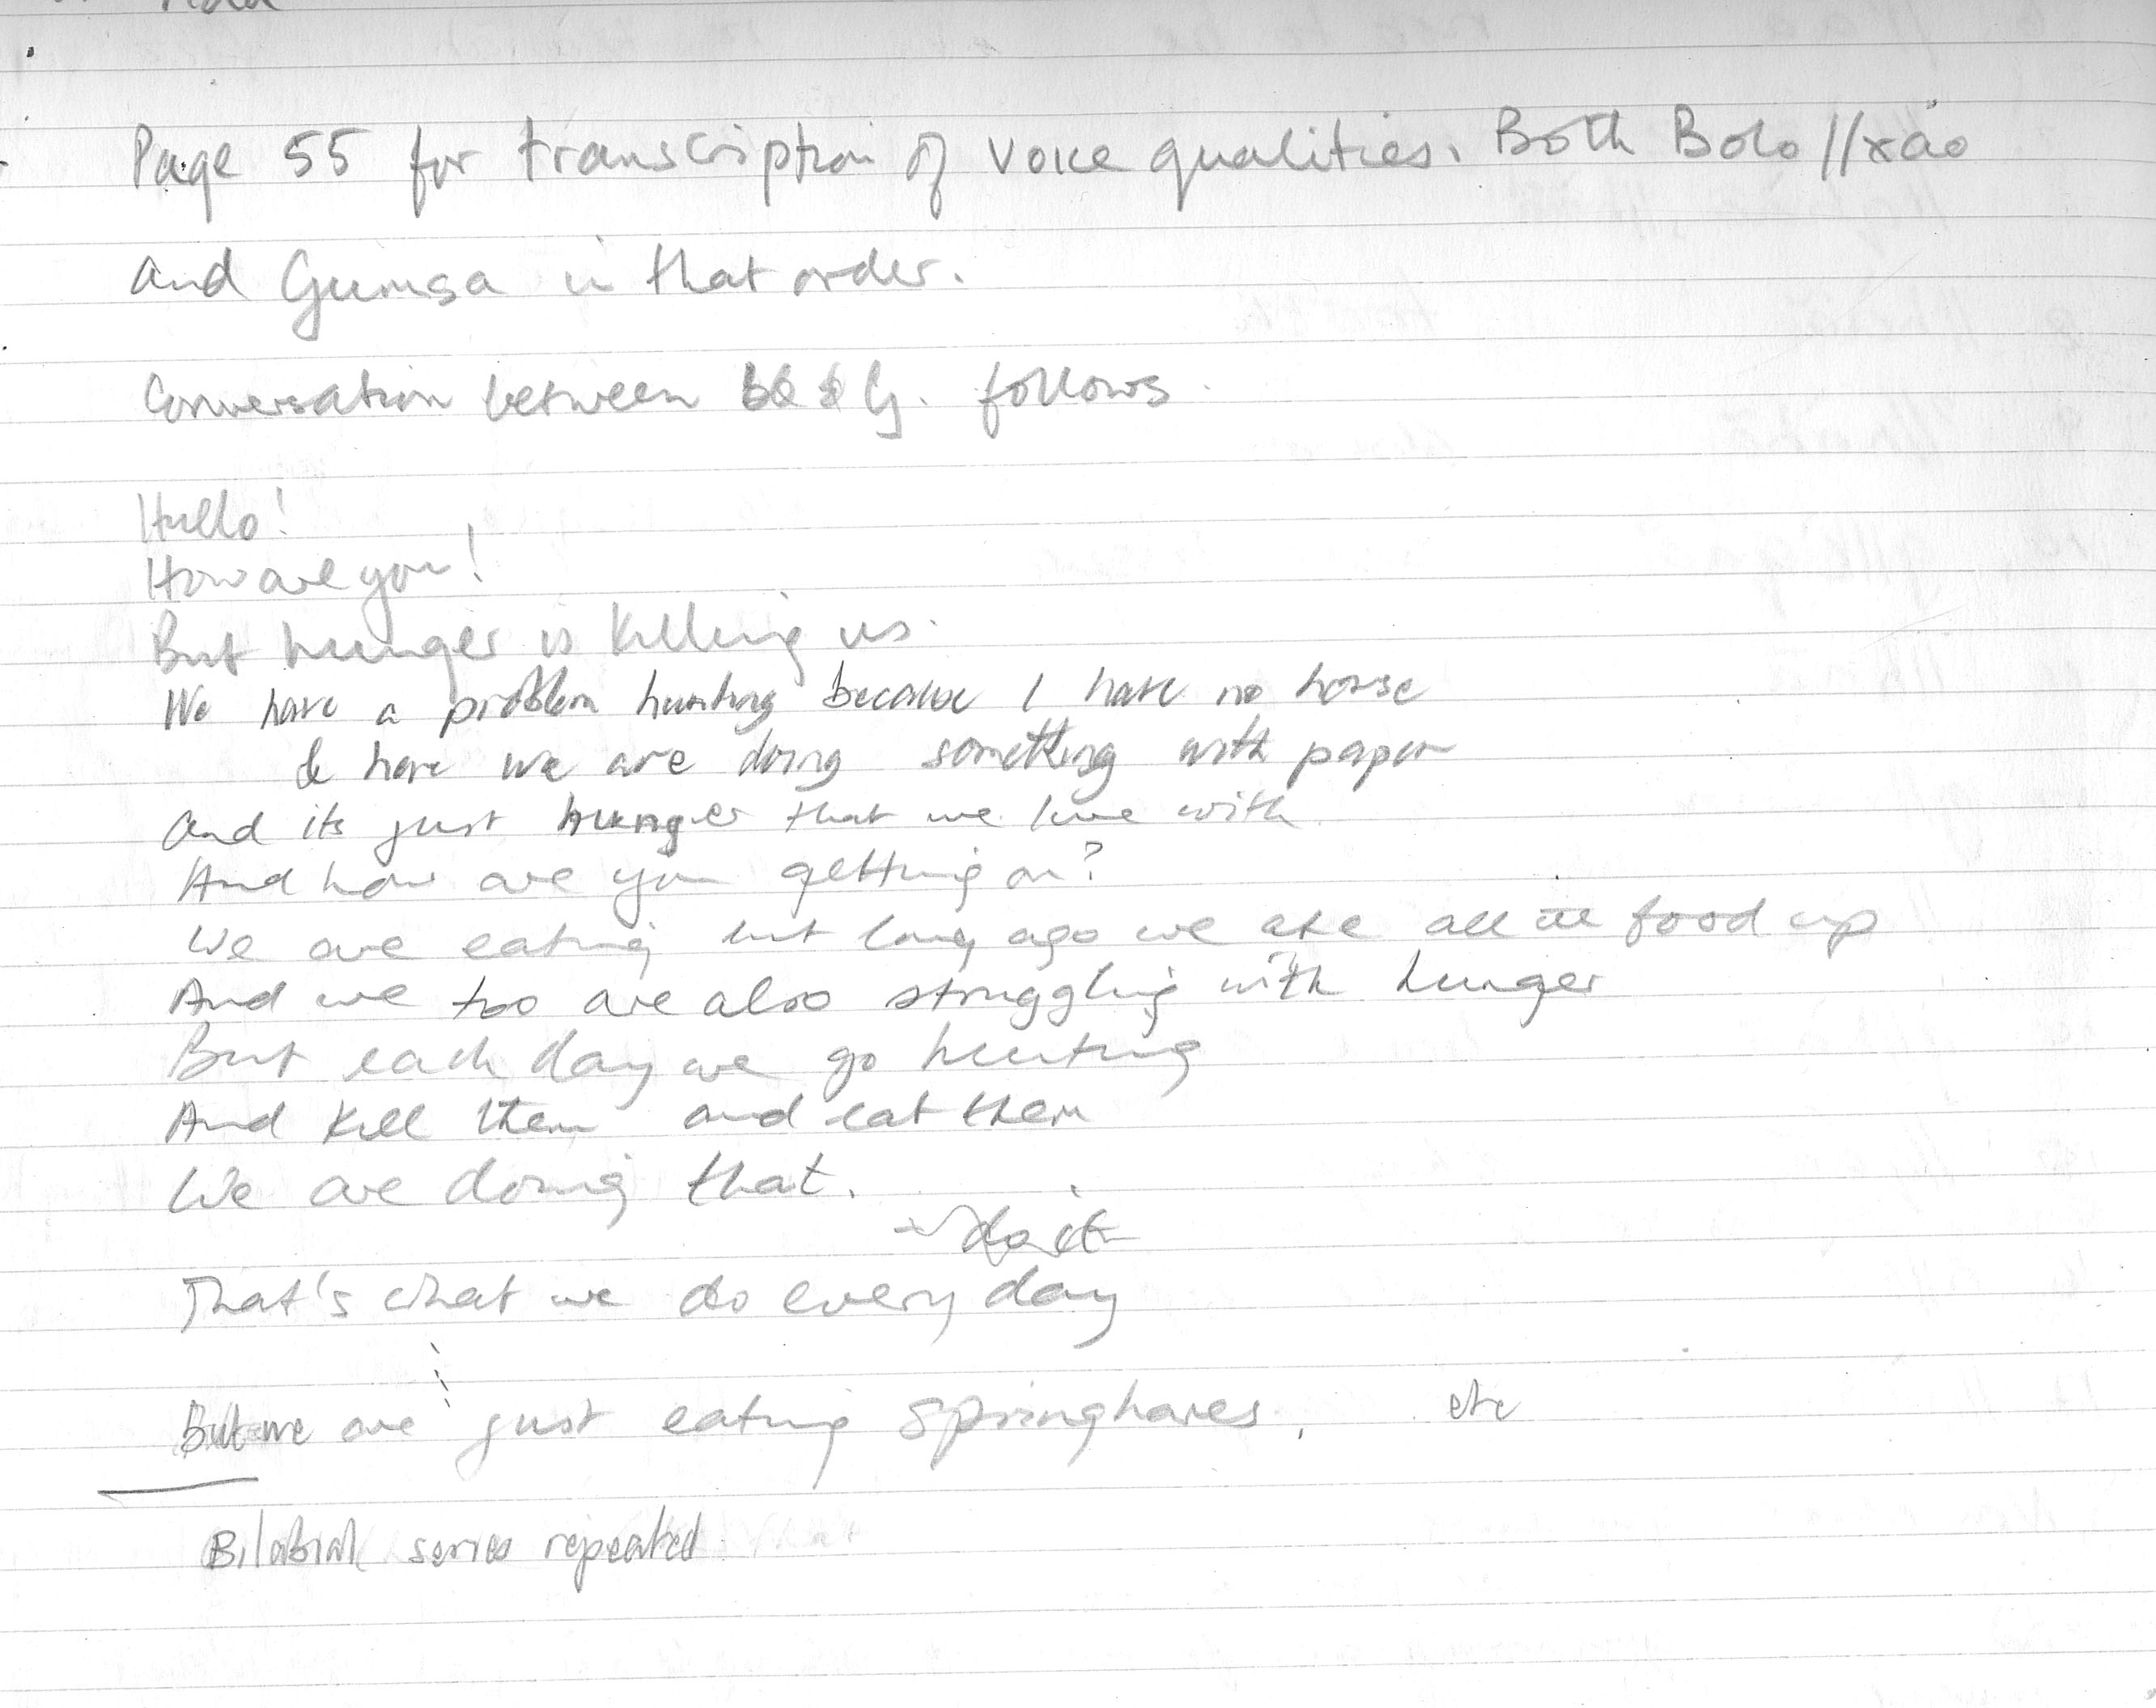 Page 55 for transcription of voice qualities. Both Bolo //xao
and Guimsa in that order.
Conversation between B & G. follows.
Hullo!
How are you!
But hunger is killing us.
We have a problem hunting because I have no horse
& here we are doing something with paper
And its just hunger that we live with
And how are you getting on?
We are eating but long ago we ate all the food up
And we too are also struggling with hunger
But each day we go hunting
And kill them and eat them
We are doing that.
do it
That's what we do every day
But we are just eating springhares, etc
Bilabial series repeated